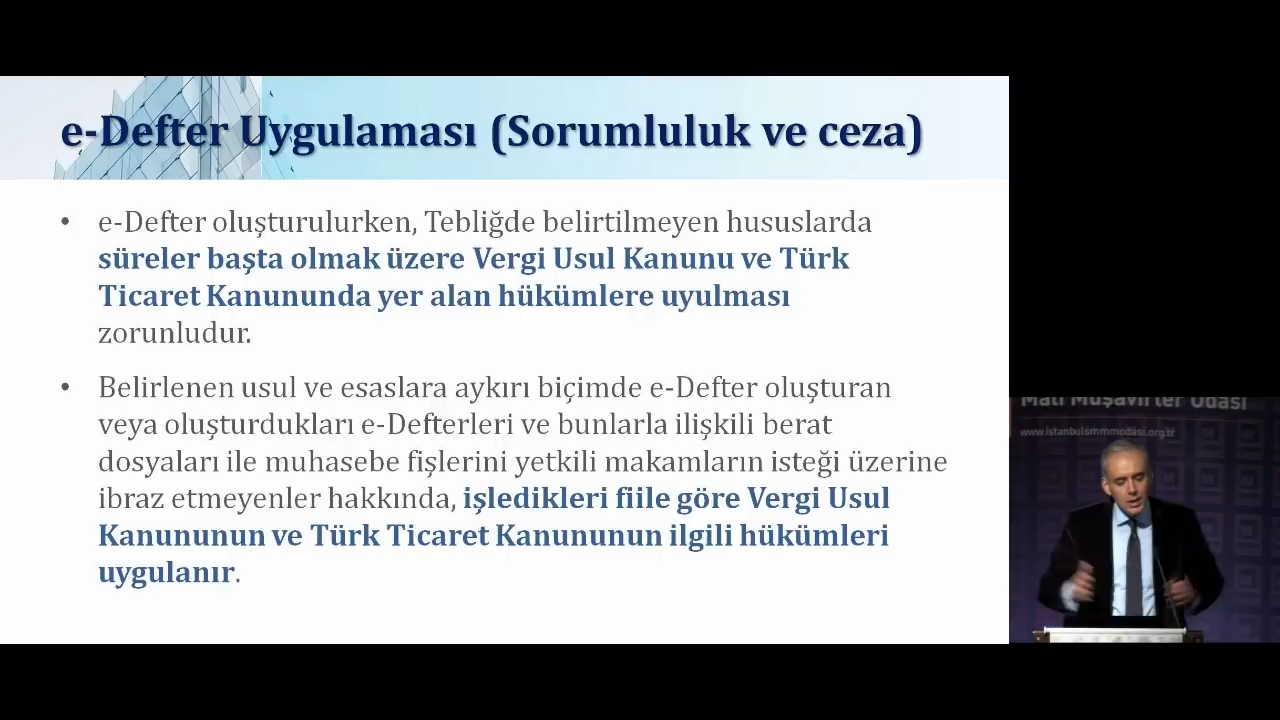 e-Defter Uygulaması (Sorumluluk ve ceza)
• e-Defter oluşturulurken, Tebliğde belirtilmeyen hususlarda
süreler başta olmak üzere Vergi Usul Kanunu ve Türk
Ticaret Kanununda yer alan hükümlere uyulması
zorunludur.
• Belirlenen usul ve esaslara aykırı biçimde e-Defter oluşturan
veya oluşturdukları e-Defterleri ve bunlarla ilişkili berat
dosyaları ile muhasebe fişlerini yetkili makamların isteği üzerine
ibraz etmeyenler hakkında, işledikleri fiile göre Vergi Usul
Kanununun ve Türk Ticaret Kanununun ilgili hükümleri
uygulanır.
Mali Müşavirler Odası
www.istanbulsmmmodasi.org.tr